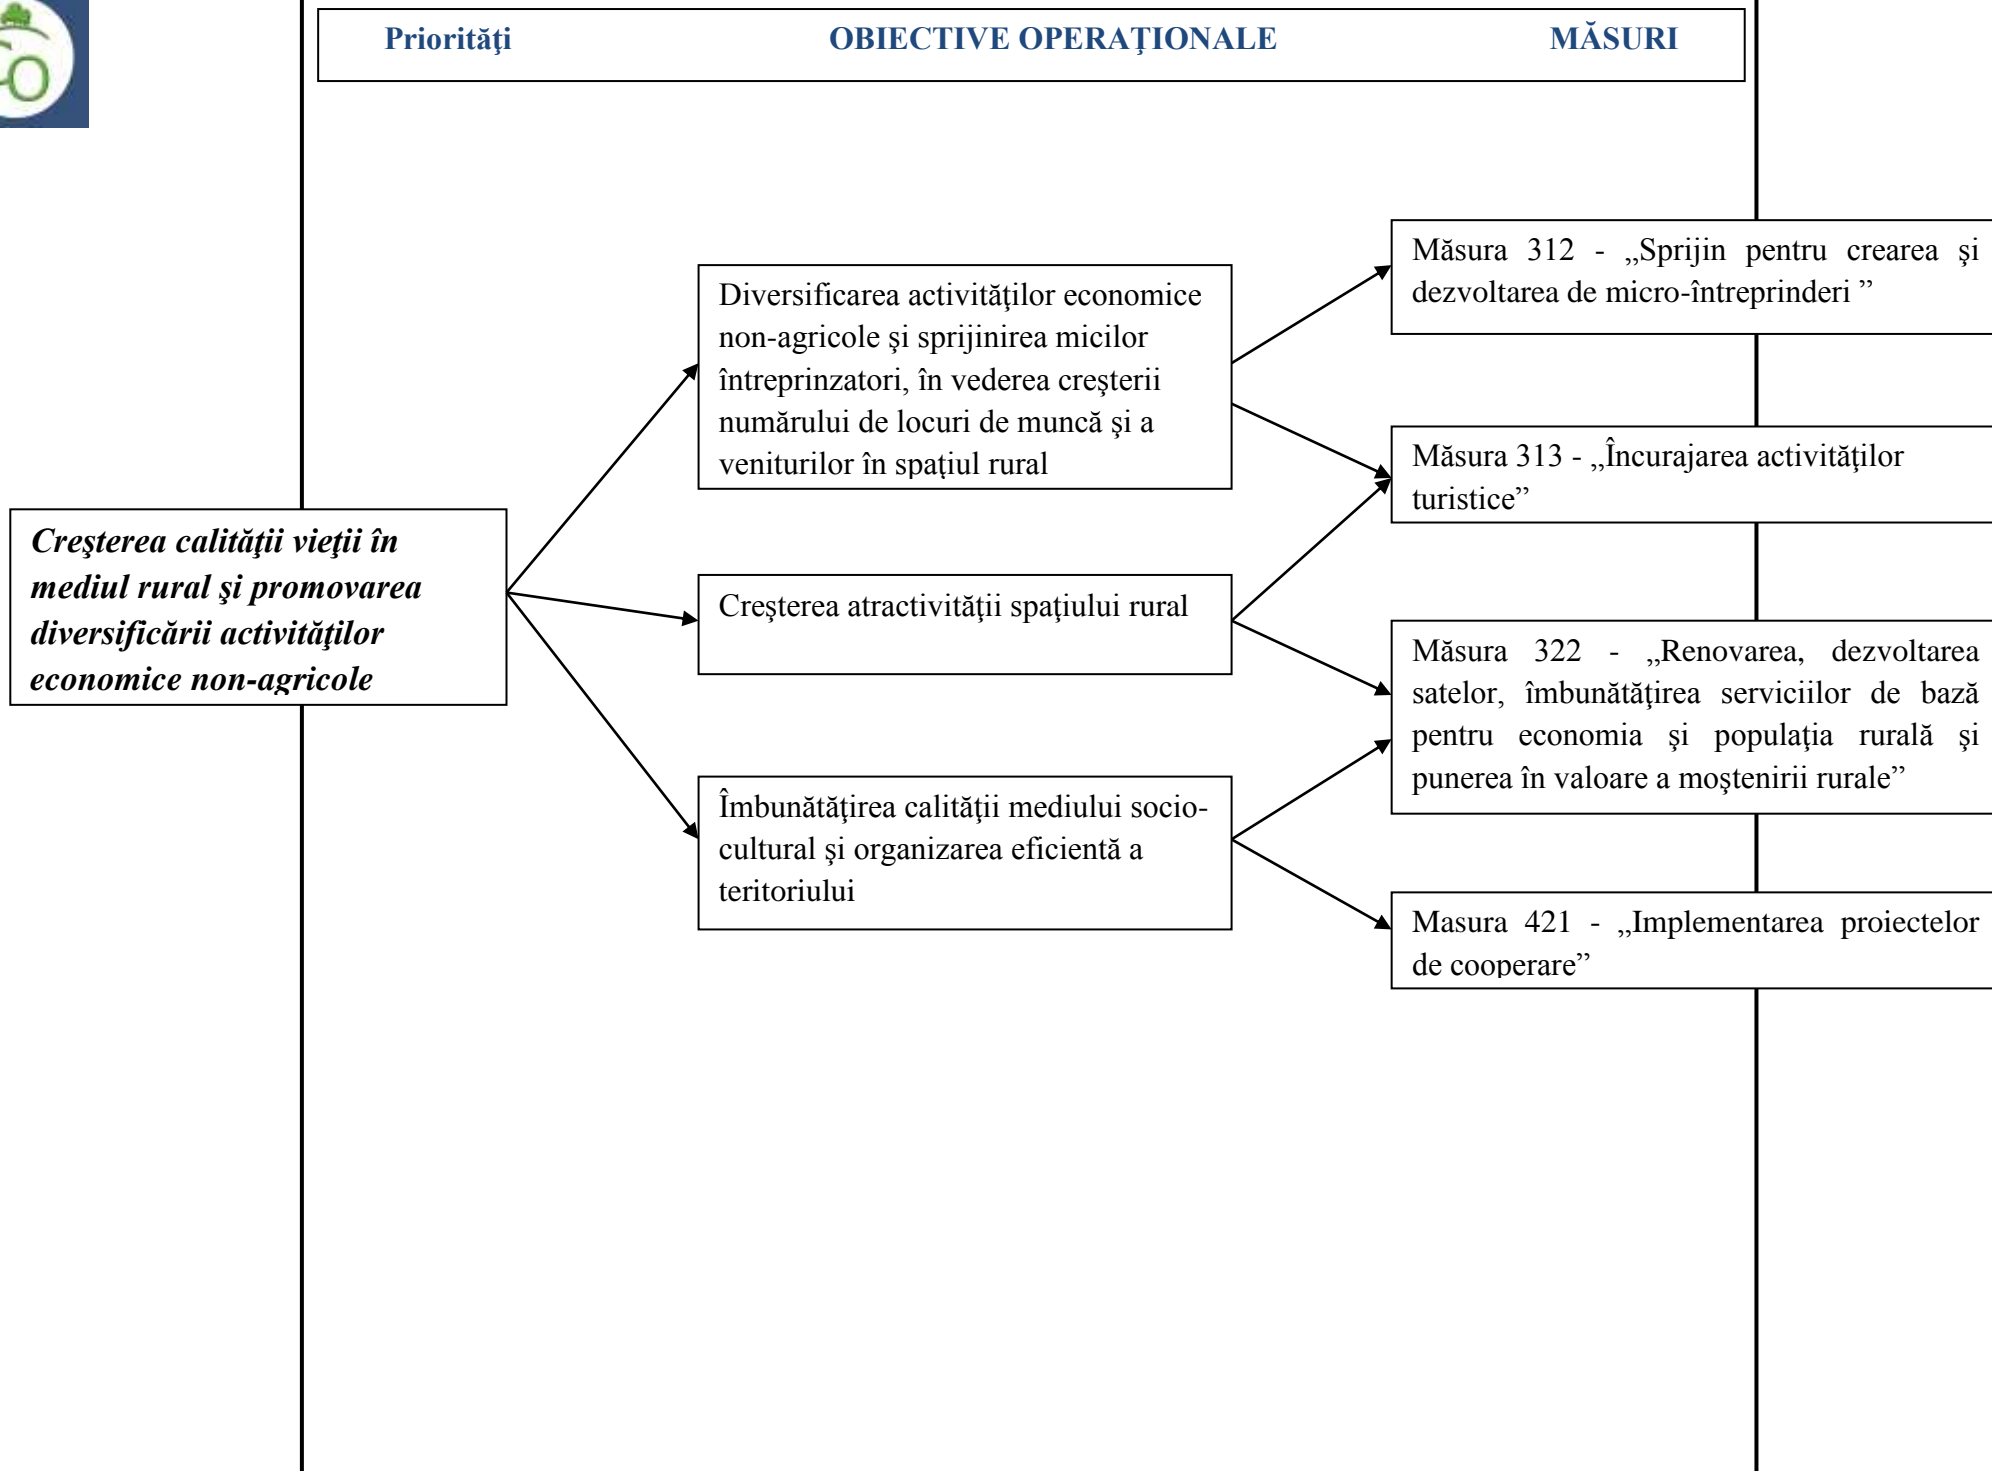 CO
Priorităţi OBIECTIVE OPERAŢIONALE MĂSURI
Creşterea calităţii vieţii în
mediul rural şi promovarea
diversificării activităţilor
economice non-agricole
Diversificarea activităţilor economice
non-agricole şi sprijinirea micilor
întreprinzatori, în vederea creşterii
numărului de locuri de muncă şi a
veniturilor în spaţiul rural
Creşterea atractivităţii spaţiului rural
Îmbunătăţirea calităţii mediului socio-
cultural şi organizarea eficientă a
teritoriului
Măsura 312 - „Sprijin pentru crearea şi
dezvoltarea de micro-întreprinderi ”
Măsura 313 - „Încurajarea activităţilor
turistice”
Măsura 322 - „Renovarea, dezvoltarea
satelor, îmbunătăţirea serviciilor de bază
pentru economia şi populaţia rurală şi
punerea în valoare a moştenirii rurale”
Masura 421 - „Implementarea proiectelor
de cooperare”